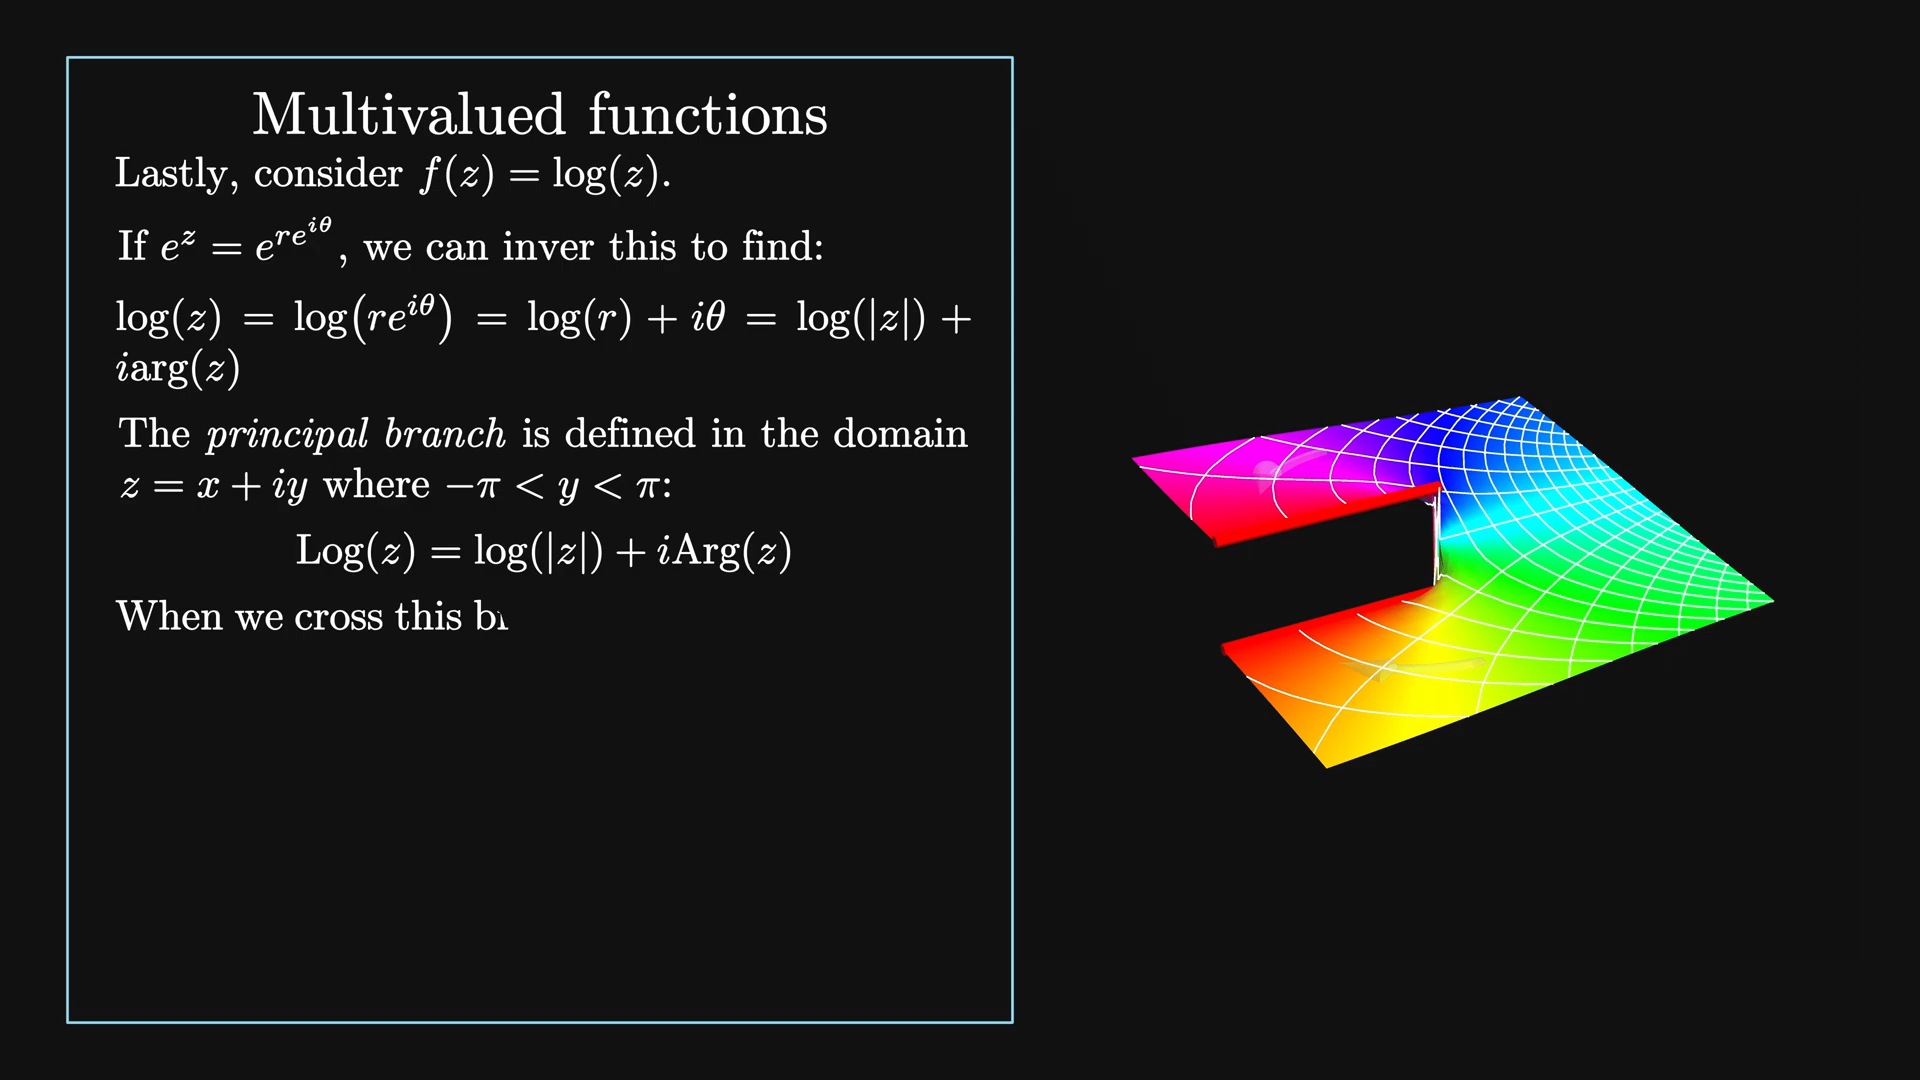 Multivalued functions
Lastly, consider f(z) = log(z).
If e^z = e^{re^{iθ}}, we can inver this to find:
log(z) = log(re^{iθ}) = log(r) + iθ = log(|z|) +
iarg(z)
The principal branch is defined in the domain
z = x + iy where −π < y < π:
Log(z) = log(|z|) + iArg(z)
When we cross this